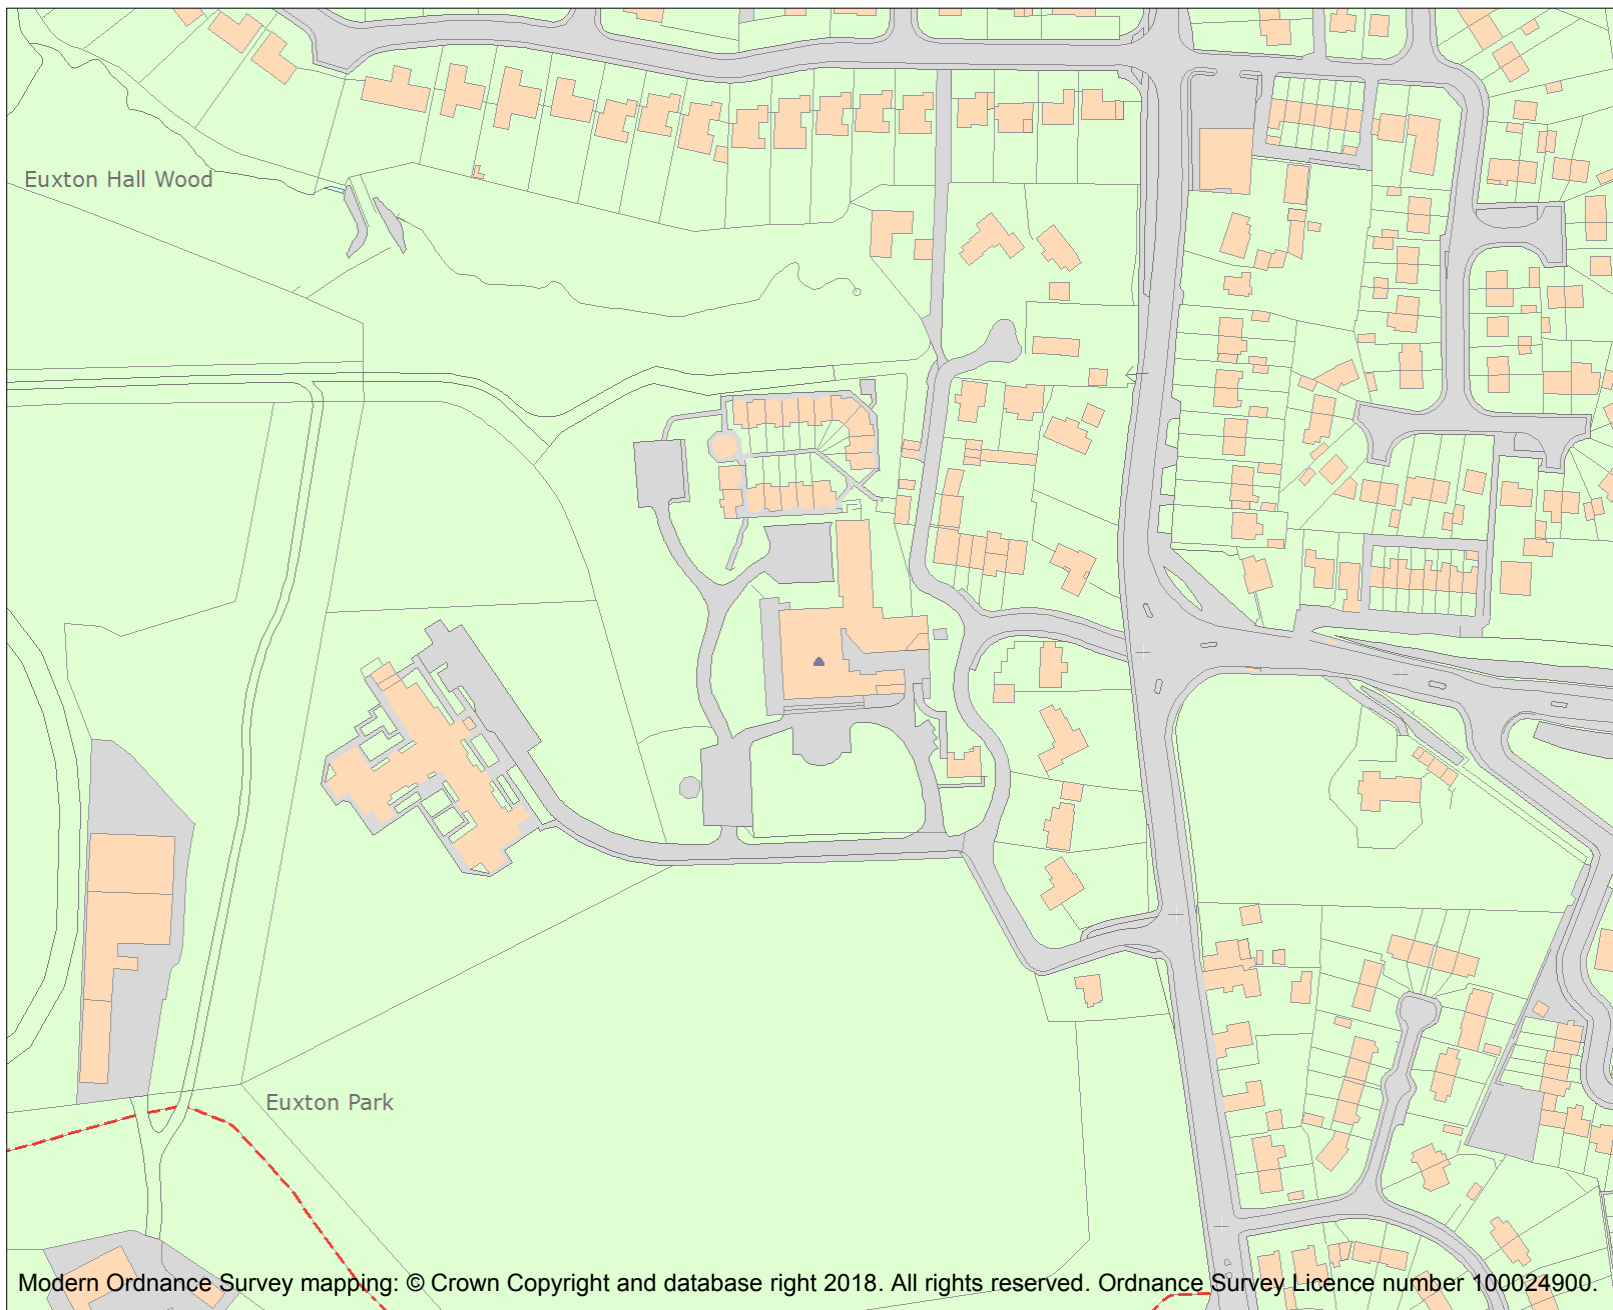 Euxton Hall Wood
Euxton Park
Modern Ordnance Survey mapping: © Crown Copyright and database right 2018. All rights reserved. Ordnance Survey Licence number 100024900.